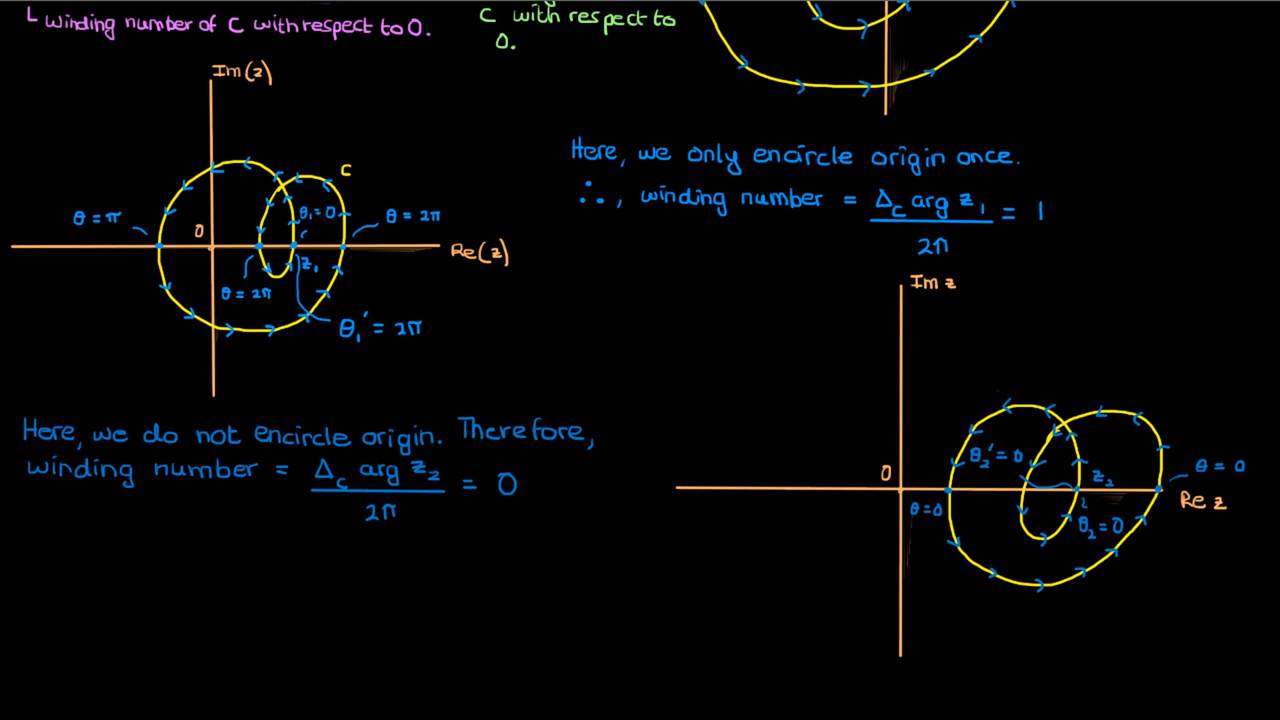 L winding number of C with respect to 0.
C with respect to
0.
Im(z)
C
θ = π
0
θ₁ = 0
θ = 2π
Re(z)
z₁
θ = 2π
θ₁' = 2π
Here, we only encircle origin once.
∴, winding number = Δ_C arg z₁ / 2π = 1
Here, we do not encircle origin. Therefore,
winding number = Δ_C arg z₂ / 2π = 0
Im z
0
θ₂' = 0
z₂
θ = 0
Re z
θ = 0
θ₂ = 0